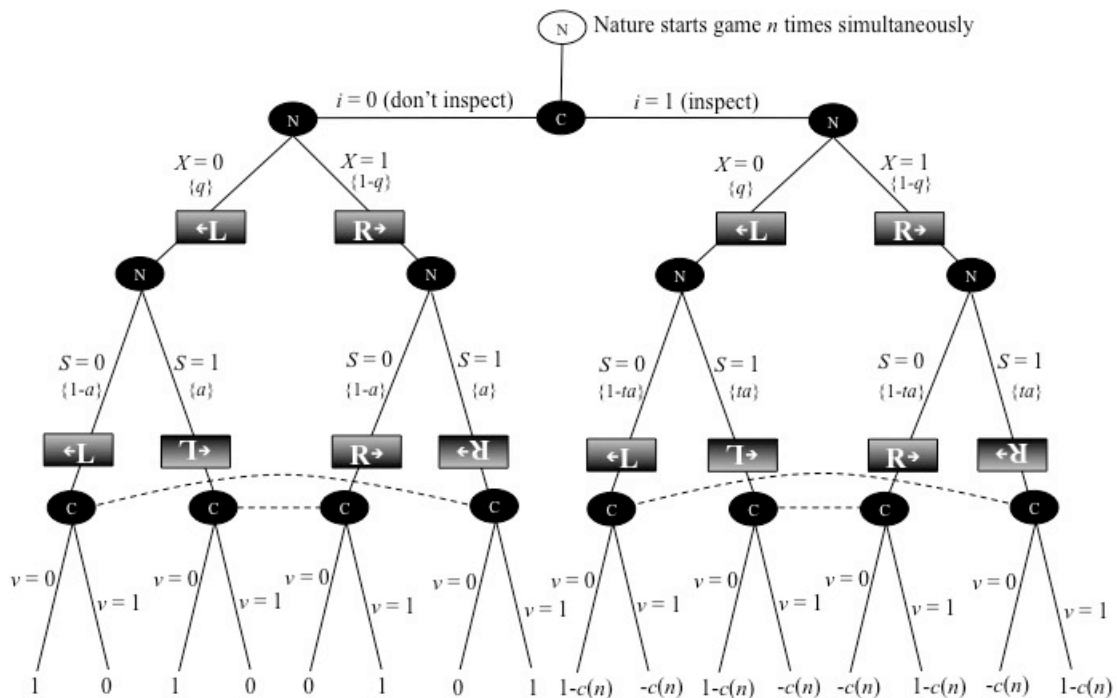 N Nature starts game n times simultaneously
i = 0 (don't inspect) i = 1 (inspect)
N C N
X = 0 X = 1 X = 0 X = 1
{q} {1-q} {q} {1-q}
←L R→ ←L R→
N N N N
S = 0 S = 1 S = 0 S = 1 S = 0 S = 1 S = 0 S = 1
{1-a} {a} {1-a} {a} {1-ta} {ta} {1-ta} {ta}
←L ←L R→ R→ ←L ←L R→ R→
C C C C C C C C
v = 0 v = 0 v = 0 v = 0 v = 0 v = 0 v = 0 v = 0
v = 1 v = 1 v = 1 v = 1 v = 1 v = 1 v = 1 v = 1
1 0 1 0 0 1 0 1 1-c(n) -c(n) 1-c(n) -c(n) -c(n) 1-c(n) -c(n) 1-c(n)